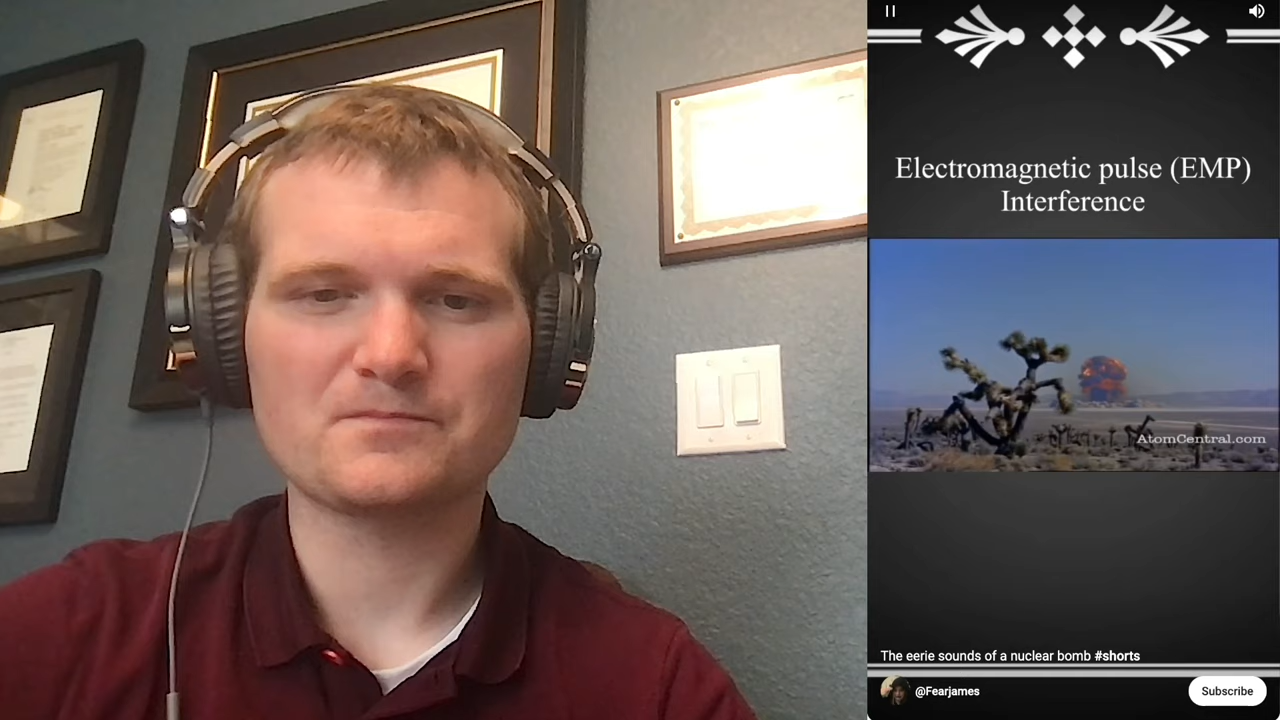 Electromagnetic pulse (EMP)
Interference
AtomCentral.com
The eerie sounds of a nuclear bomb #shorts
@Fearjames
Subscribe